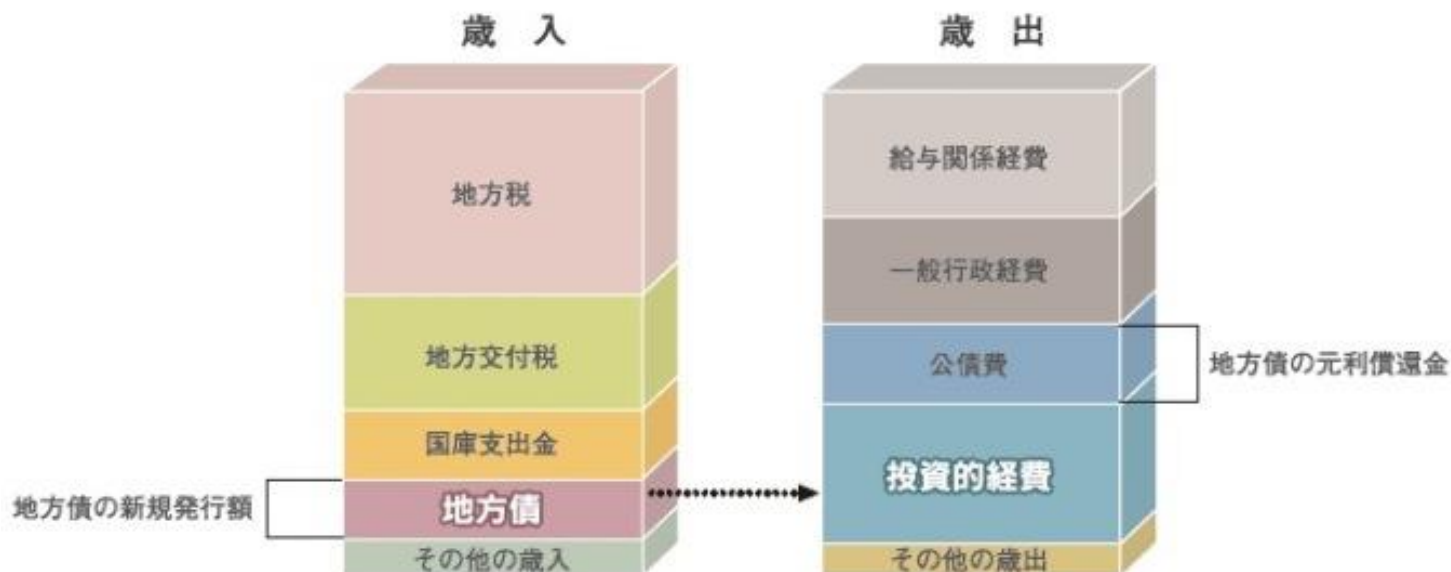 歳 入
地方税
地方交付税
国庫支出金
地方債
その他の歳入
地方債の新規発行額
歳 出
給与関係経費
一般行政経費
公債費
投資的経費
その他の歳出
地方債の元利償還金